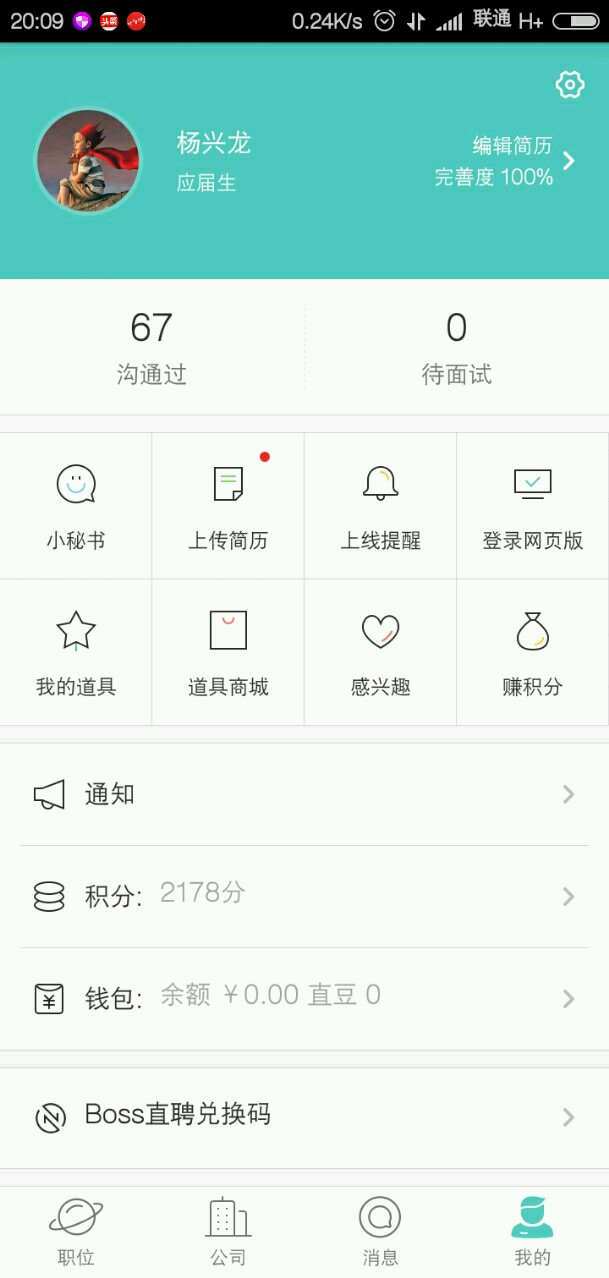 20:09 0.24K/s 联通 H+
杨兴龙
应届生
编辑简历
完善度 100%
67
沟通过
0
待面试
小秘书
上传简历
上线提醒
登录网页版
我的道具
道具商城
感兴趣
赚积分
通知
积分: 2178分
钱包: 余额 ￥0.00 直豆 0
Boss直聘兑换码
职位
公司
消息
我的